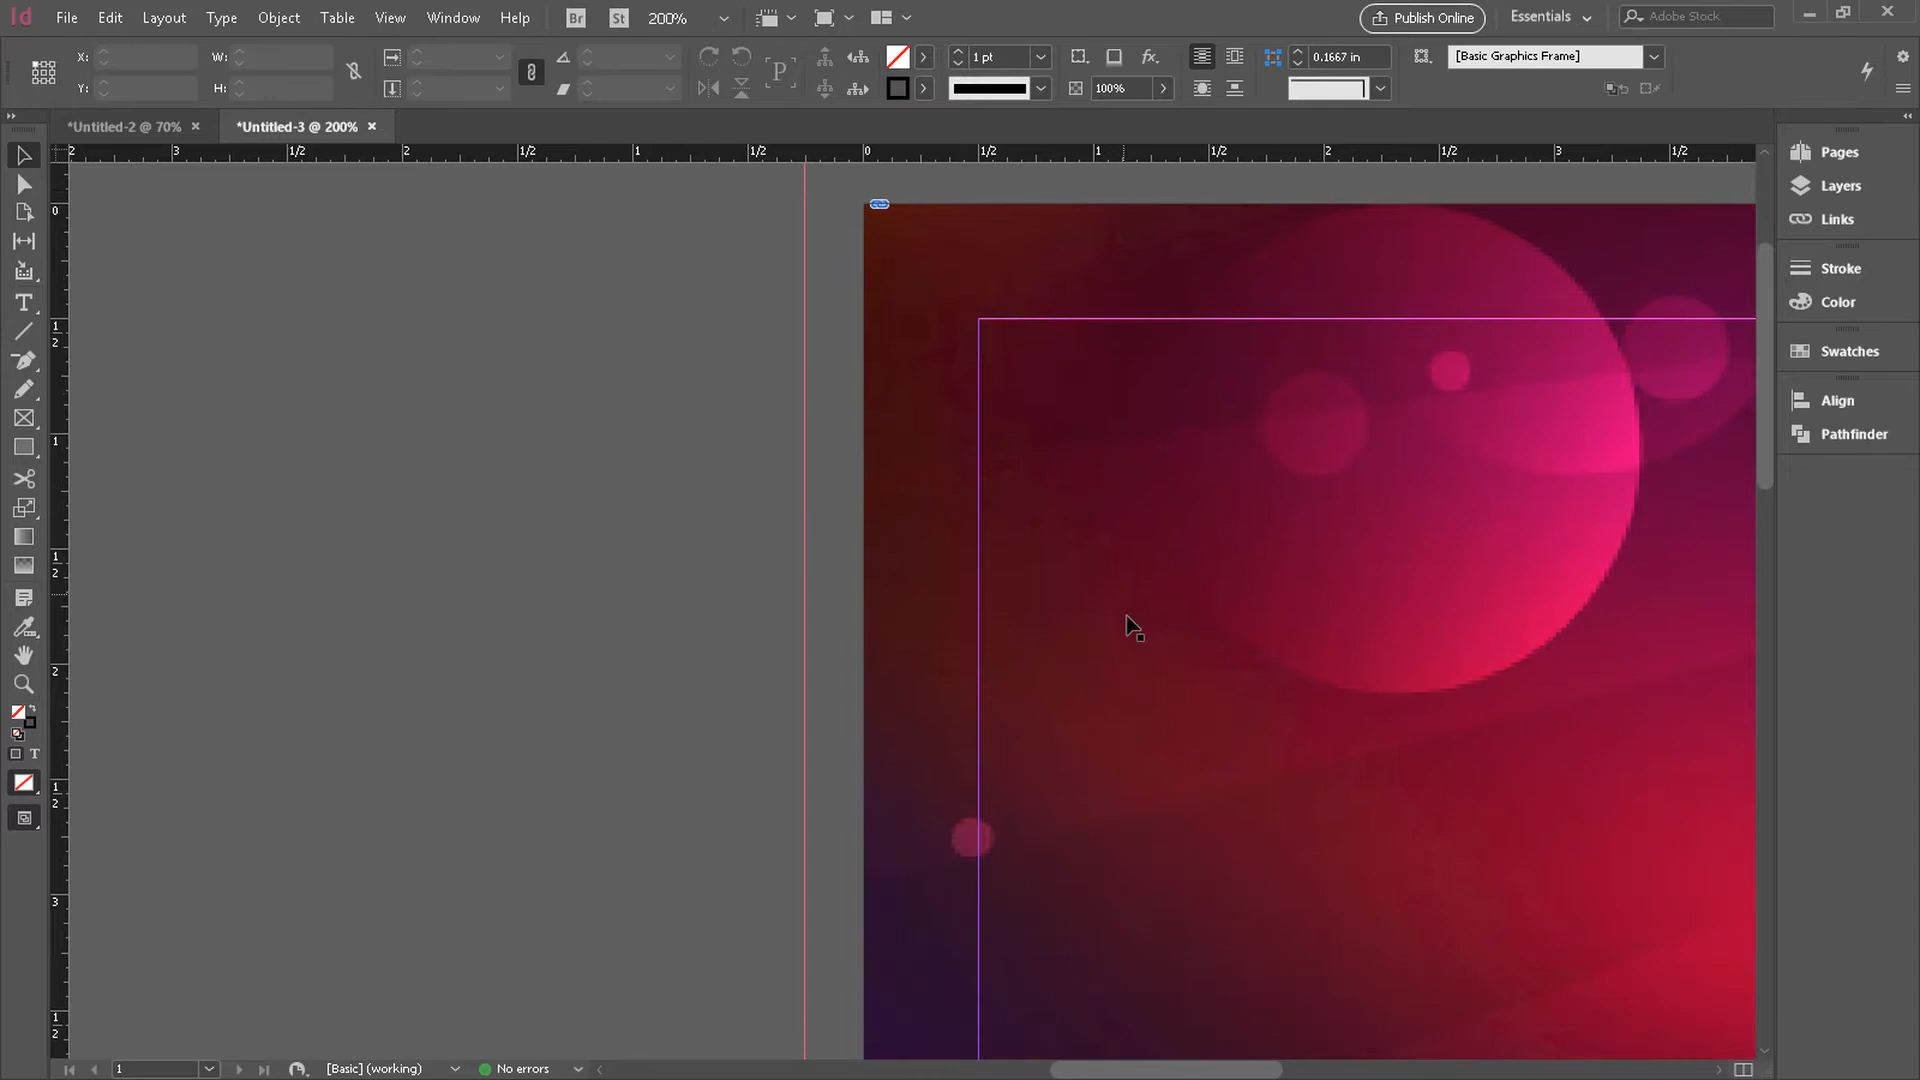 Id File Edit Layout Type Object Table View Window Help Br St 200% Publish Online Essentials Adobe Stock
X: W: 1 pt 0.1667 in [Basic Graphics Frame]
Y: H: P fx. 100%
*Untitled-2 @ 70% × *Untitled-3 @ 200% ×
2 3 1/2 2 1/2 1 1/2 0 1/2 1 1/2 2 1/2 3 1/2
0
1
2
1
1
2
2
1
2
3
1
2
T
T
Pages
Layers
Links
Stroke
Color
Swatches
Align
Pathfinder
1 [Basic] (working) No errors